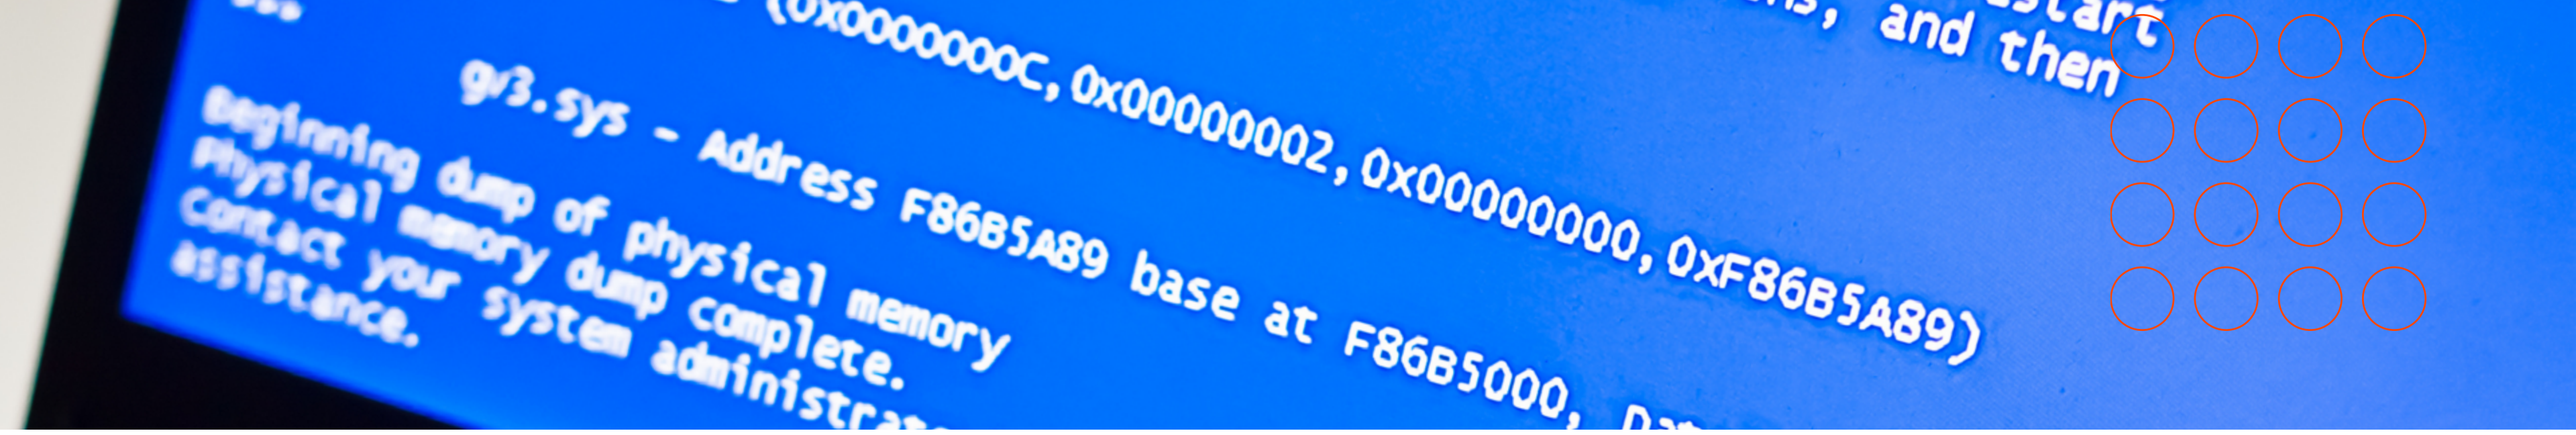 and then
(0x0000000C,0x00000002,0x00000000,0xF86B5A89)
gv3.sys - Address F86B5A89 base at F86B5000,
Beginning dump of physical memory
Physical memory dump complete.
Contact your system
assistance.